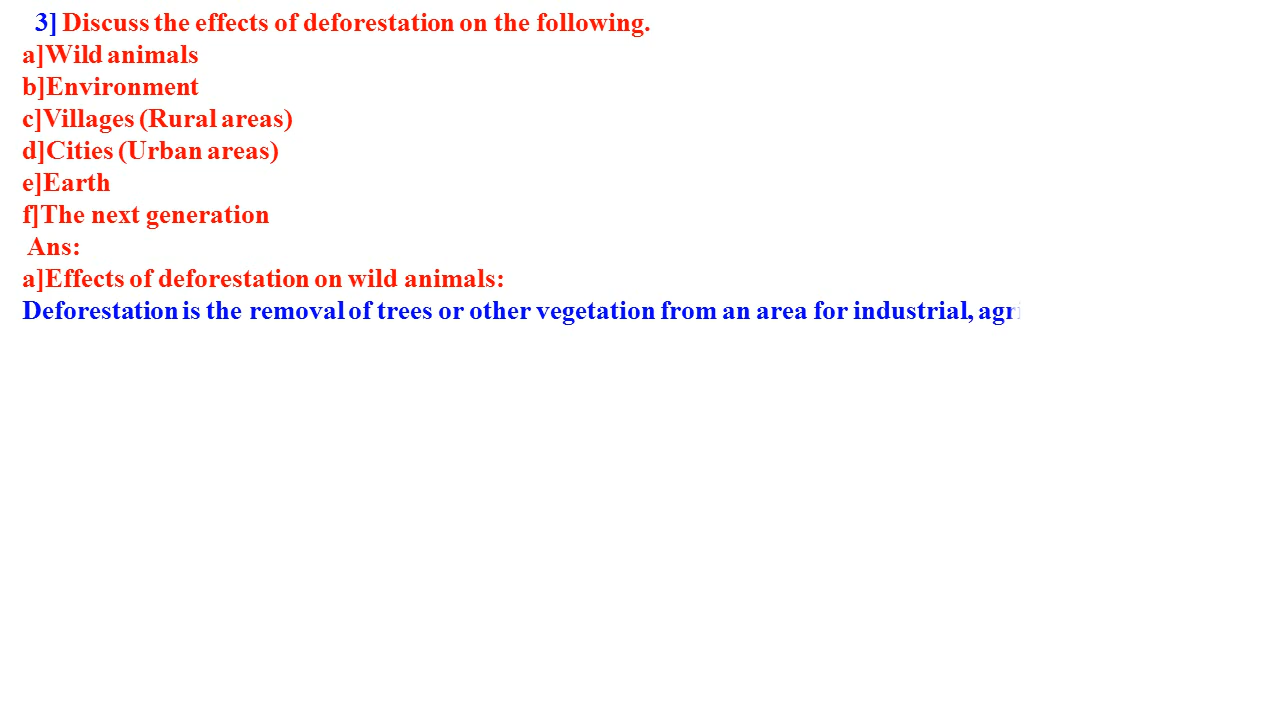 3] Discuss the effects of deforestation on the following.
a]Wild animals
b]Environment
c]Villages (Rural areas)
d]Cities (Urban areas)
e]Earth
f]The next generation
Ans:
a]Effects of deforestation on wild animals:
Deforestation is the removal of trees or other vegetation from an area for industrial,